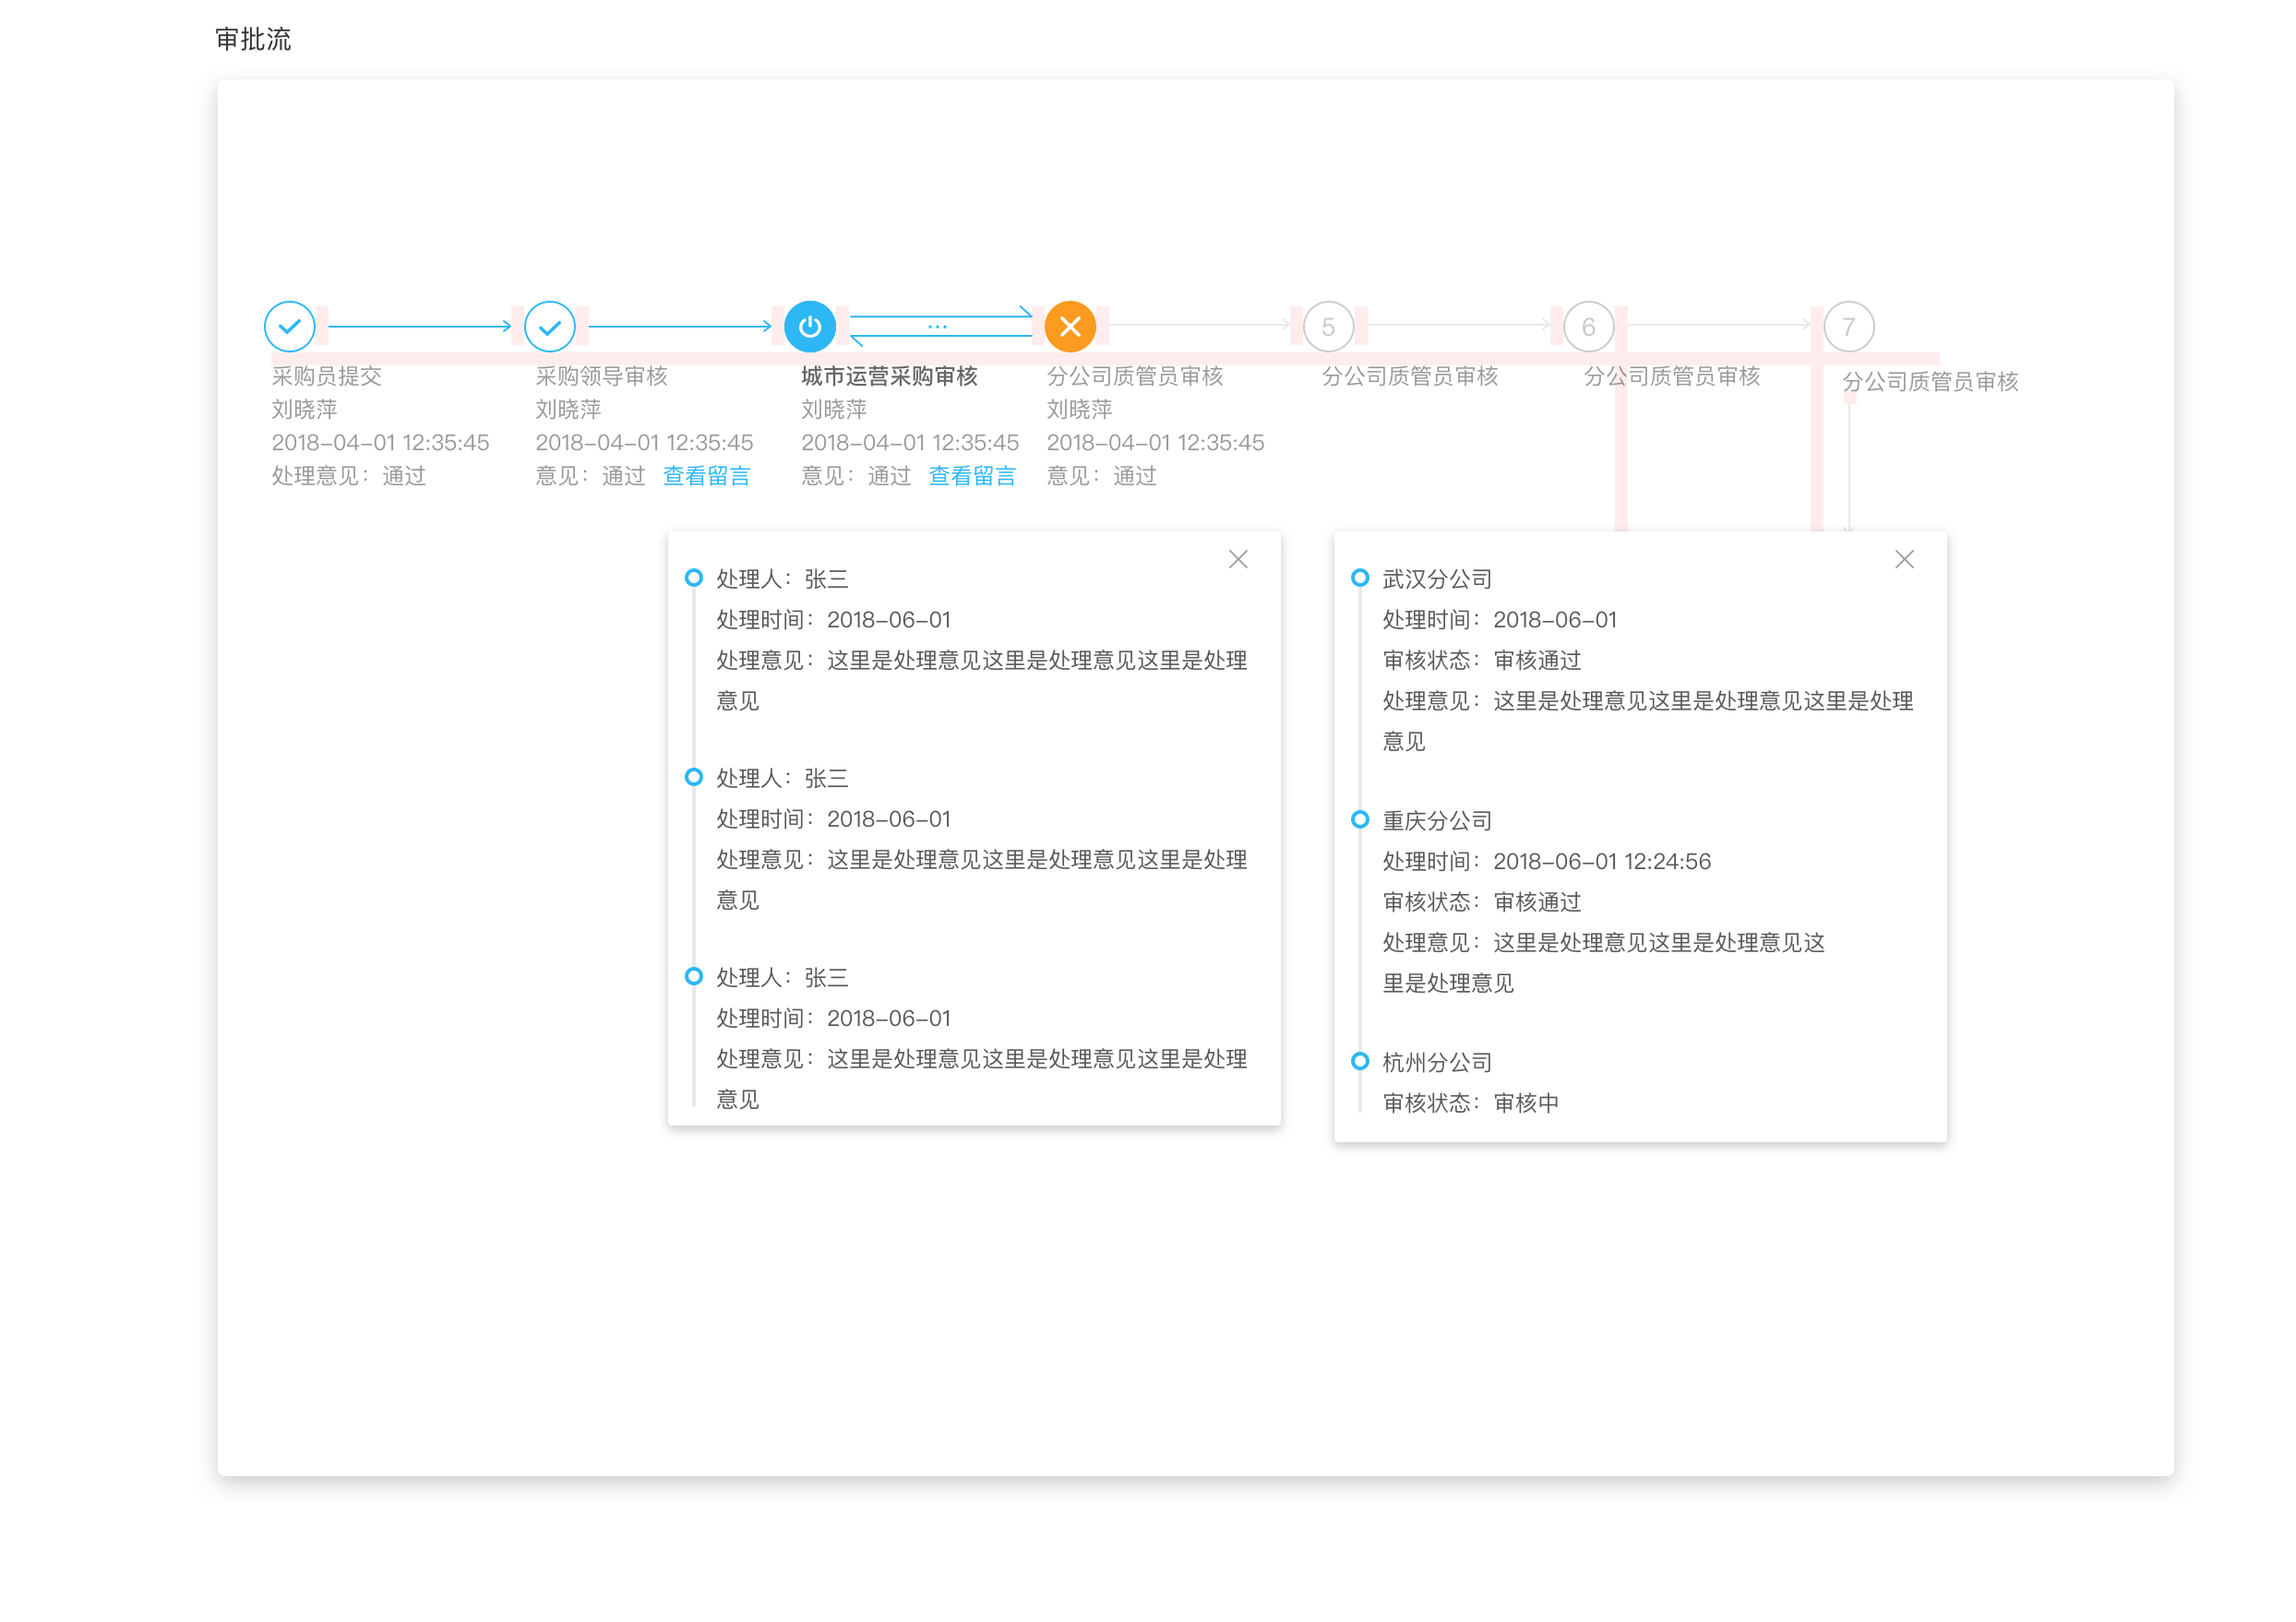 审批流
5
6
7
采购员提交
刘晓萍
2018-04-01 12:35:45
处理意见：通过
采购领导审核
刘晓萍
2018-04-01 12:35:45
意见：通过 查看留言
城市运营采购审核
刘晓萍
2018-04-01 12:35:45
意见：通过 查看留言
分公司质管员审核
刘晓萍
2018-04-01 12:35:45
意见：通过
分公司质管员审核
分公司质管员审核
分公司质管员审核
处理人：张三
处理时间：2018-06-01
处理意见：这里是处理意见这里是处理意见这里是处理
意见
处理人：张三
处理时间：2018-06-01
处理意见：这里是处理意见这里是处理意见这里是处理
意见
处理人：张三
处理时间：2018-06-01
处理意见：这里是处理意见这里是处理意见这里是处理
意见
武汉分公司
处理时间：2018-06-01
审核状态：审核通过
处理意见：这里是处理意见这里是处理意见这里是处理
意见
重庆分公司
处理时间：2018-06-01 12:24:56
审核状态：审核通过
处理意见：这里是处理意见这里是处理意见这
里是处理意见
杭州分公司
审核状态：审核中